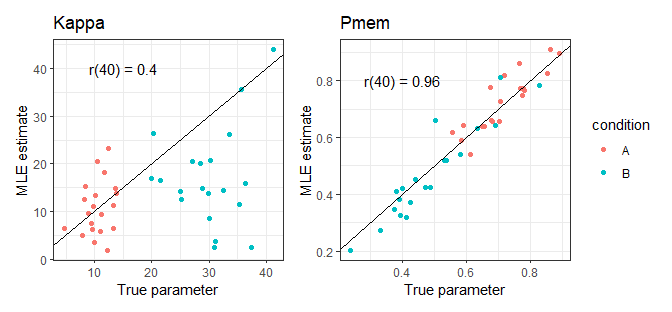 Kappa
r(40) = 0.4
MLE estimate
40
30
20
10
0
10
20
30
40
True parameter
Pmem
r(40) = 0.96
MLE estimate
0.8
0.6
0.4
0.2
0.4
0.6
0.8
True parameter
condition
A
B